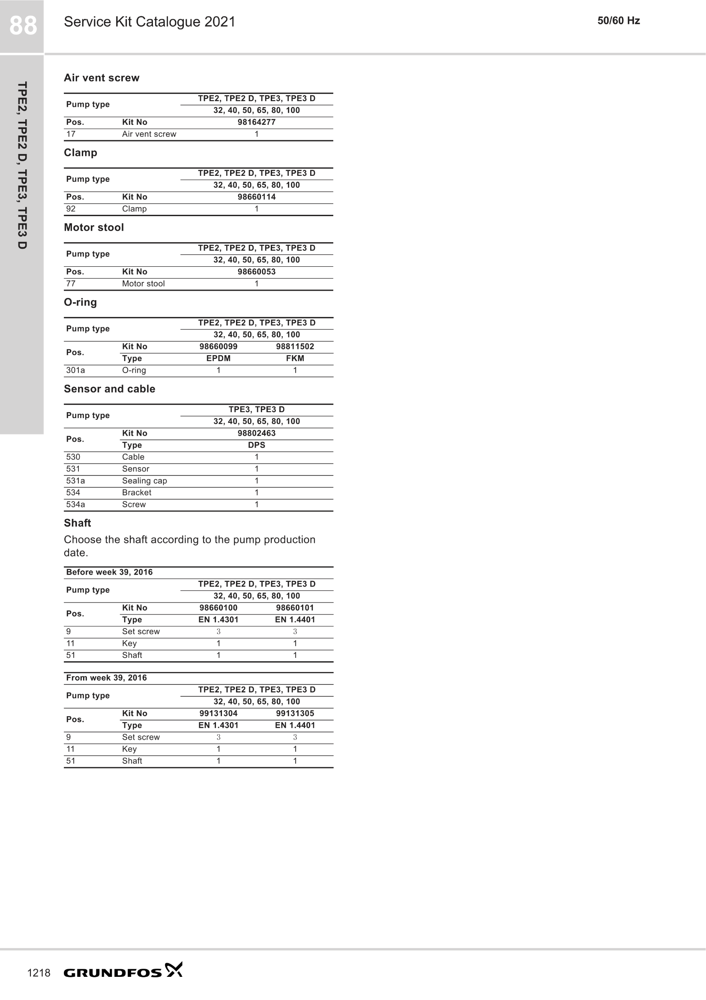 88
Service Kit Catalogue 2021
50/60 Hz
TPE2, TPE2 D, TPE3, TPE3 D
Air vent screw
Pump type
TPE2, TPE2 D, TPE3, TPE3 D
32, 40, 50, 65, 80, 100
Pos. Kit No 98164277
17 Air vent screw 1
Clamp
Pump type
TPE2, TPE2 D, TPE3, TPE3 D
32, 40, 50, 65, 80, 100
Pos. Kit No 98660114
92 Clamp 1
Motor stool
Pump type
TPE2, TPE2 D, TPE3, TPE3 D
32, 40, 50, 65, 80, 100
Pos. Kit No 98660053
77 Motor stool 1
O-ring
Pump type
TPE2, TPE2 D, TPE3, TPE3 D
32, 40, 50, 65, 80, 100
Pos.
Kit No 98660099 98811502
Type EPDM FKM
301a O-ring 1 1
Sensor and cable
Pump type
TPE3, TPE3 D
32, 40, 50, 65, 80, 100
Pos.
Kit No 98802463
Type DPS
530 Cable 1
531 Sensor 1
531a Sealing cap 1
534 Bracket 1
534a Screw 1
Shaft
Choose the shaft according to the pump production
date.
Before week 39, 2016
Pump type
TPE2, TPE2 D, TPE3, TPE3 D
32, 40, 50, 65, 80, 100
Pos.
Kit No 98660100 98660101
Type EN 1.4301 EN 1.4401
9 Set screw 3 3
11 Key 1 1
51 Shaft 1 1
From week 39, 2016
Pump type
TPE2, TPE2 D, TPE3, TPE3 D
32, 40, 50, 65, 80, 100
Pos.
Kit No 99131304 99131305
Type EN 1.4301 EN 1.4401
9 Set screw 3 3
11 Key 1 1
51 Shaft 1 1
1218 GRUNDFOS